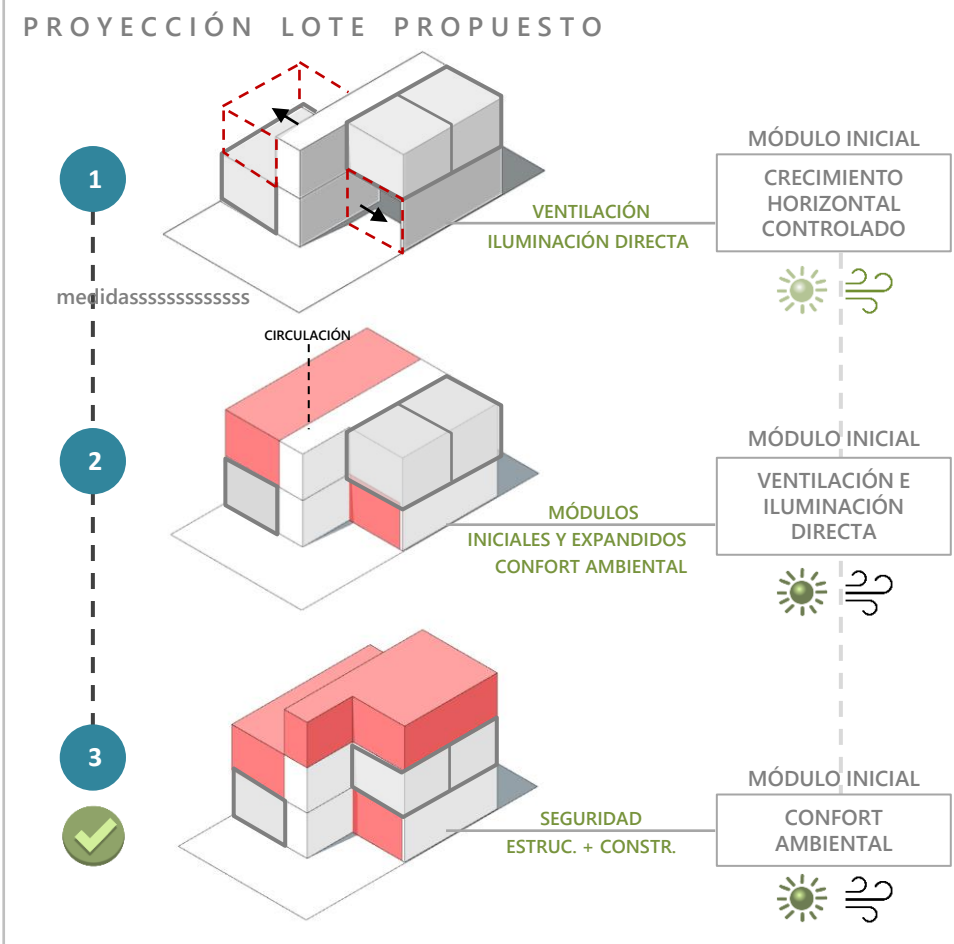 PROYECCIÓN LOTE PROPUESTO
1
VENTILACIÓN
ILUMINACIÓN DIRECTA
MÓDULO INICIAL
CRECIMIENTO
HORIZONTAL
CONTROLADO
medidasssssssssssss
CIRCULACIÓN
2
MÓDULOS
INICIALES Y EXPANDIDOS
CONFORT AMBIENTAL
MÓDULO INICIAL
VENTILACIÓN E
ILUMINACIÓN
DIRECTA
3
SEGURIDAD
ESTRUC. + CONSTR.
MÓDULO INICIAL
CONFORT
AMBIENTAL